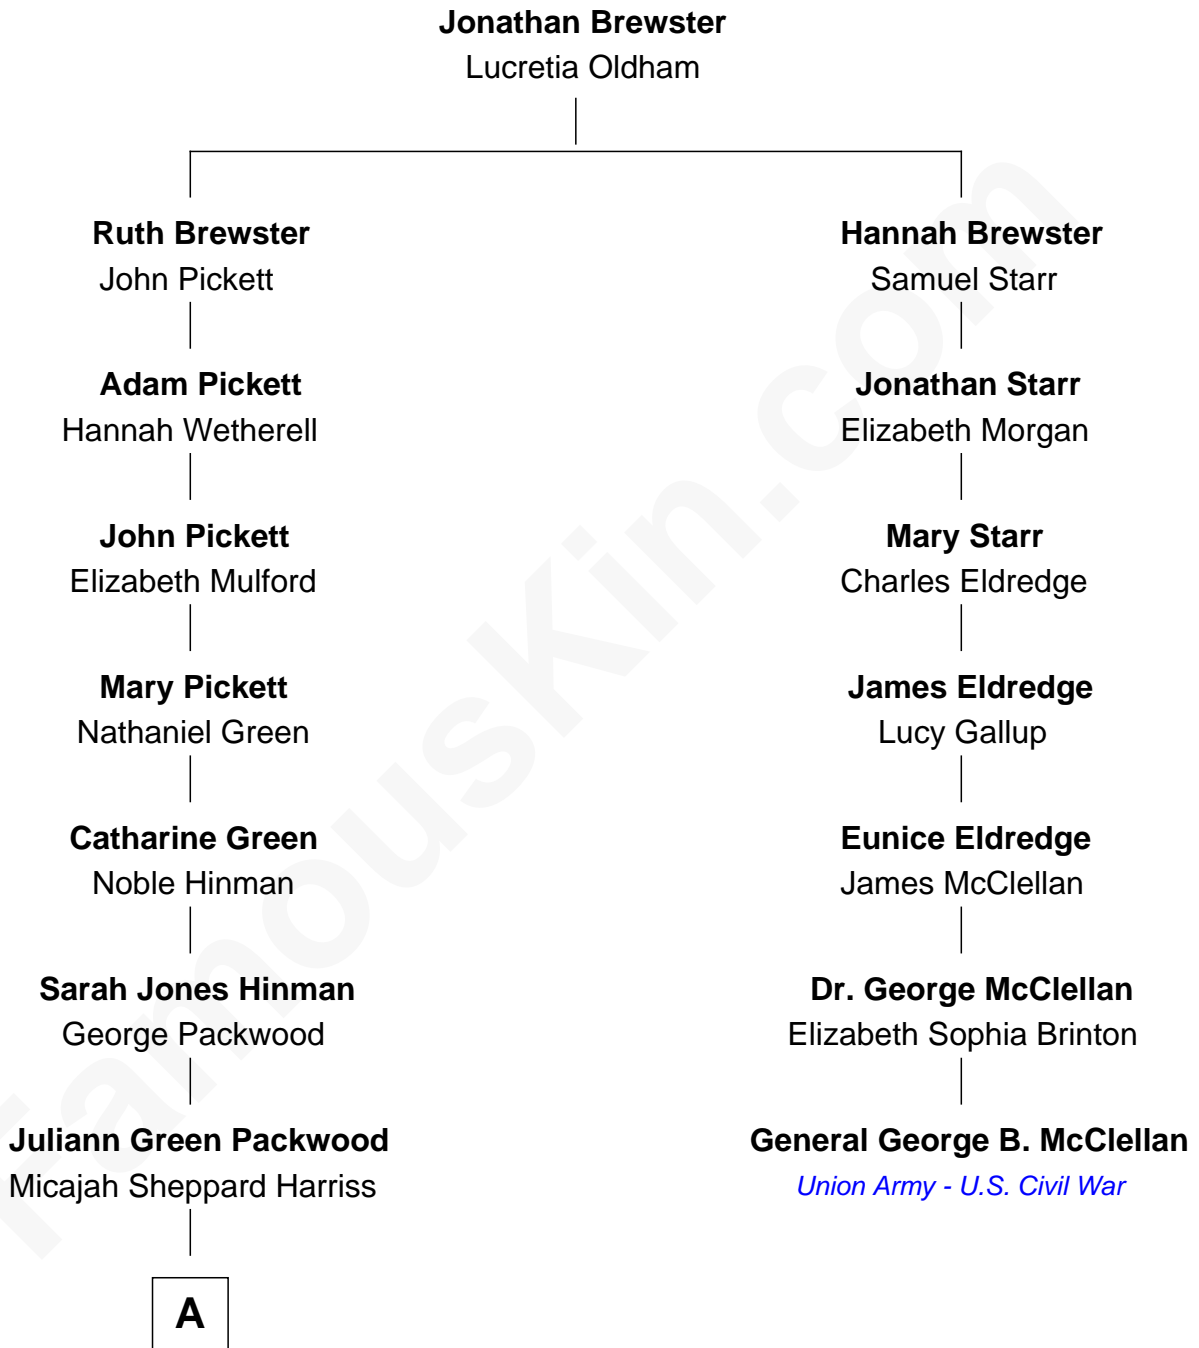 Jonathan Brewster
Lucretia Oldham
Ruth Brewster
John Pickett
Hannah Brewster
Samuel Starr
Adam Pickett
Hannah Wetherell
Jonathan Starr
Elizabeth Morgan
John Pickett
Elizabeth Mulford
Mary Starr
Charles Eldredge
Mary Pickett
Nathaniel Green
James Eldredge
Lucy Gallup
Catharine Green
Noble Hinman
Eunice Eldredge
James McClellan
Sarah Jones Hinman
George Packwood
Dr. George McClellan
Elizabeth Sophia Brinton
Juliann Green Packwood
Micajah Sheppard Harriss
General George B. McClellan
Union Army - U.S. Civil War
A
FamousKin.com